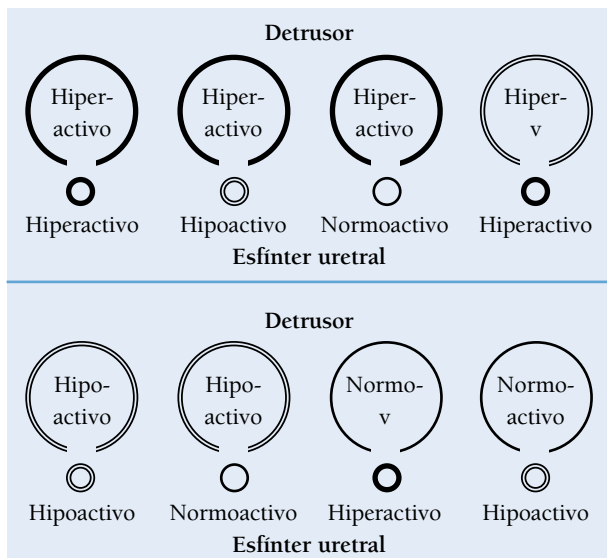 Detrusor
Hiper- Hiper- Hiper- Hiper-
activo activo activo v
Hiperactivo Hipoactivo Normoactivo Hiperactivo
Esfínter uretral
Detrusor
Hipo- Hipo- Normo- Normo-
activo activo v activo
Hipoactivo Normoactivo Hiperactivo Hipoactivo
Esfínter uretral